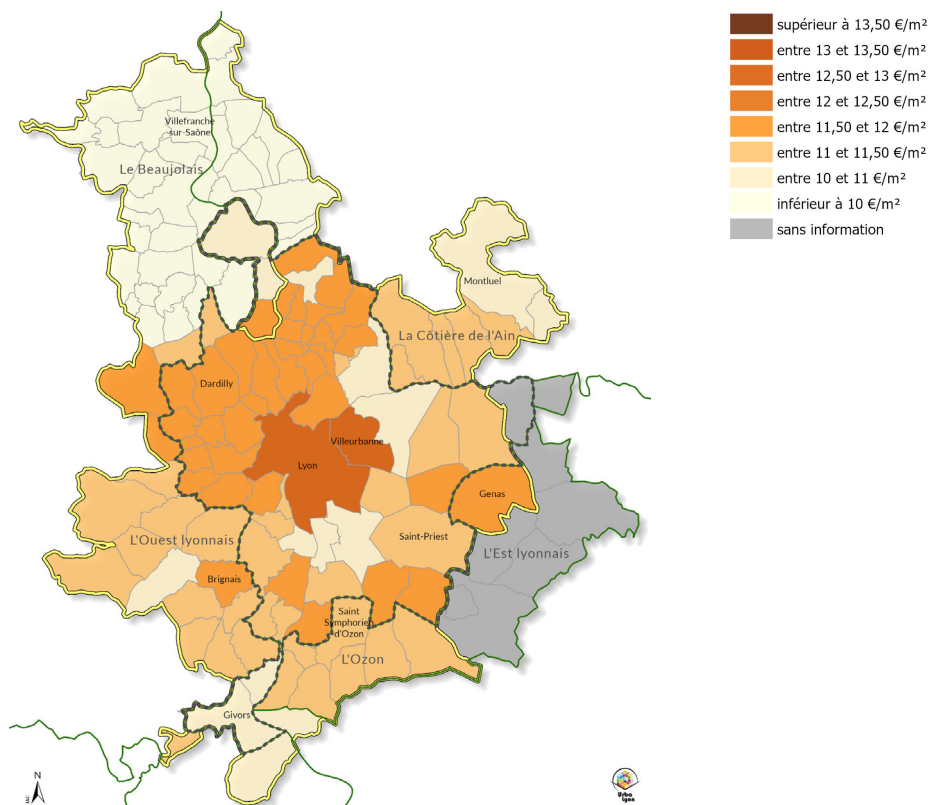 supérieur à 13,50 €/m²
entre 13 et 13,50 €/m²
entre 12,50 et 13 €/m²
entre 12 et 12,50 €/m²
entre 11,50 et 12 €/m²
entre 11 et 11,50 €/m²
entre 10 et 11 €/m²
inférieur à 10 €/m²
sans information
Villefranche
sur-Saône
Le Beaujolais
Montluel
La Côtière de l'Ain
Dardilly
Villeurbanne
Lyon
Genas
Saint-Priest
L'Ouest lyonnais
L'Est lyonnais
Brignais
Saint
Symphorien
d'Ozon
L'Ozon
Givors
N
Urba
Lyon